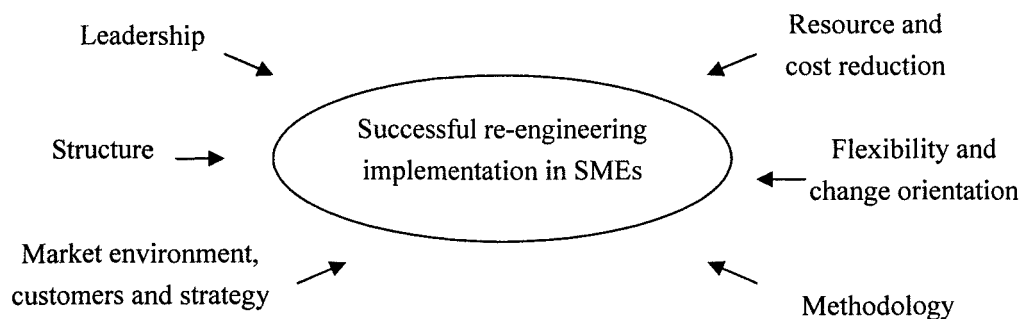 Leadership
Structure
Market environment,
customers and strategy
Successful re-engineering
implementation in SMEs
Resource and
cost reduction
Flexibility and
change orientation
Methodology